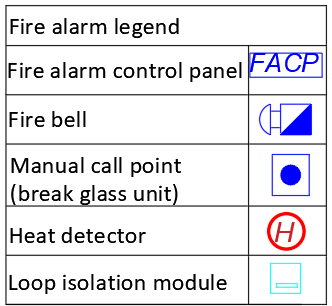 Fire alarm legend
Fire alarm control panel FACP
Fire bell
Manual call point
(break glass unit)
Heat detector H
Loop isolation module